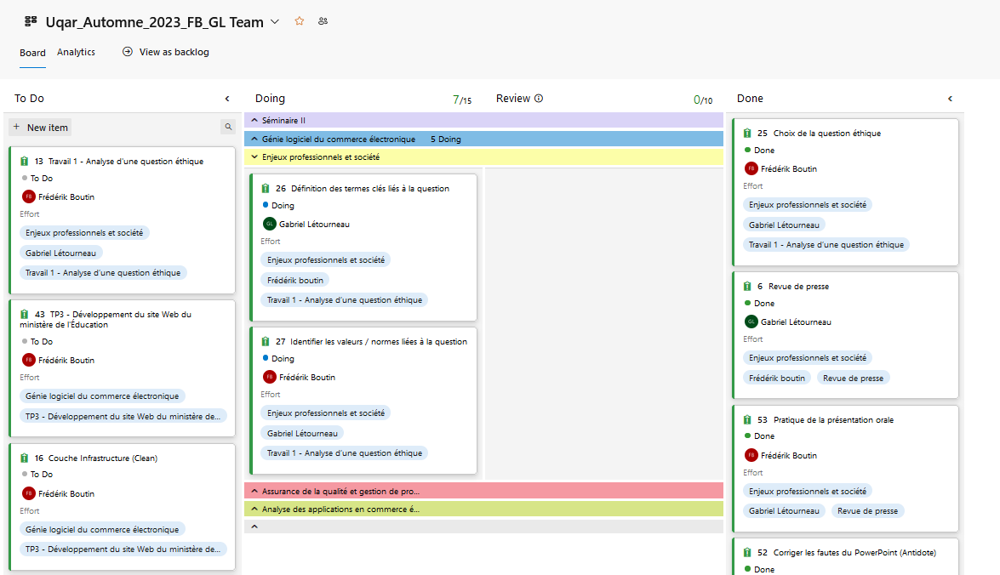 Uqar_Automne_2023_FB_GL Team
Board
Analytics
View as backlog
To Do
New item
13 Travail 1 - Analyse d'une question éthique
To Do
FB Frédérik Boutin
Effort
Enjeux professionnels et société
Gabriel Létourneau
Travail 1 - Analyse d'une question éthique
43 TP3 - Développement du site Web du
ministère de l'Éducation
To Do
FB Frédérik Boutin
Effort
Génie logiciel du commerce électronique
TP3 - Développement du site Web du ministère de...
16 Couche Infrastructure (Clean)
To Do
FB Frédérik Boutin
Effort
Génie logiciel du commerce électronique
TP3 - Développement du site Web du ministère de...
Doing
7/15
Review
0/10
Séminaire II
Génie logiciel du commerce électronique 5 Doing
Enjeux professionnels et société
26 Définition des termes clés liés à la question
Doing
GL Gabriel Létourneau
Effort
Enjeux professionnels et société
Frédérik boutin
Travail 1 - Analyse d'une question éthique
27 Identifier les valeurs / normes liées à la question
Doing
FB Frédérik Boutin
Effort
Enjeux professionnels et société
Gabriel Létourneau
Travail 1 - Analyse d'une question éthique
Assurance de la qualité et gestion de pro...
Analyse des applications en commerce é...
Done
25 Choix de la question éthique
Done
FB Frédérik Boutin
Effort
Enjeux professionnels et société
Gabriel Létourneau
Travail 1 - Analyse d'une question éthique
6 Revue de presse
Done
GL Gabriel Létourneau
Effort
Enjeux professionnels et société
Frédérik boutin
Revue de presse
53 Pratique de la présentation orale
Done
FB Frédérik Boutin
Effort
Enjeux professionnels et société
Gabriel Létourneau
Revue de presse
52 Corriger les fautes du PowerPoint (Antidote)
Done